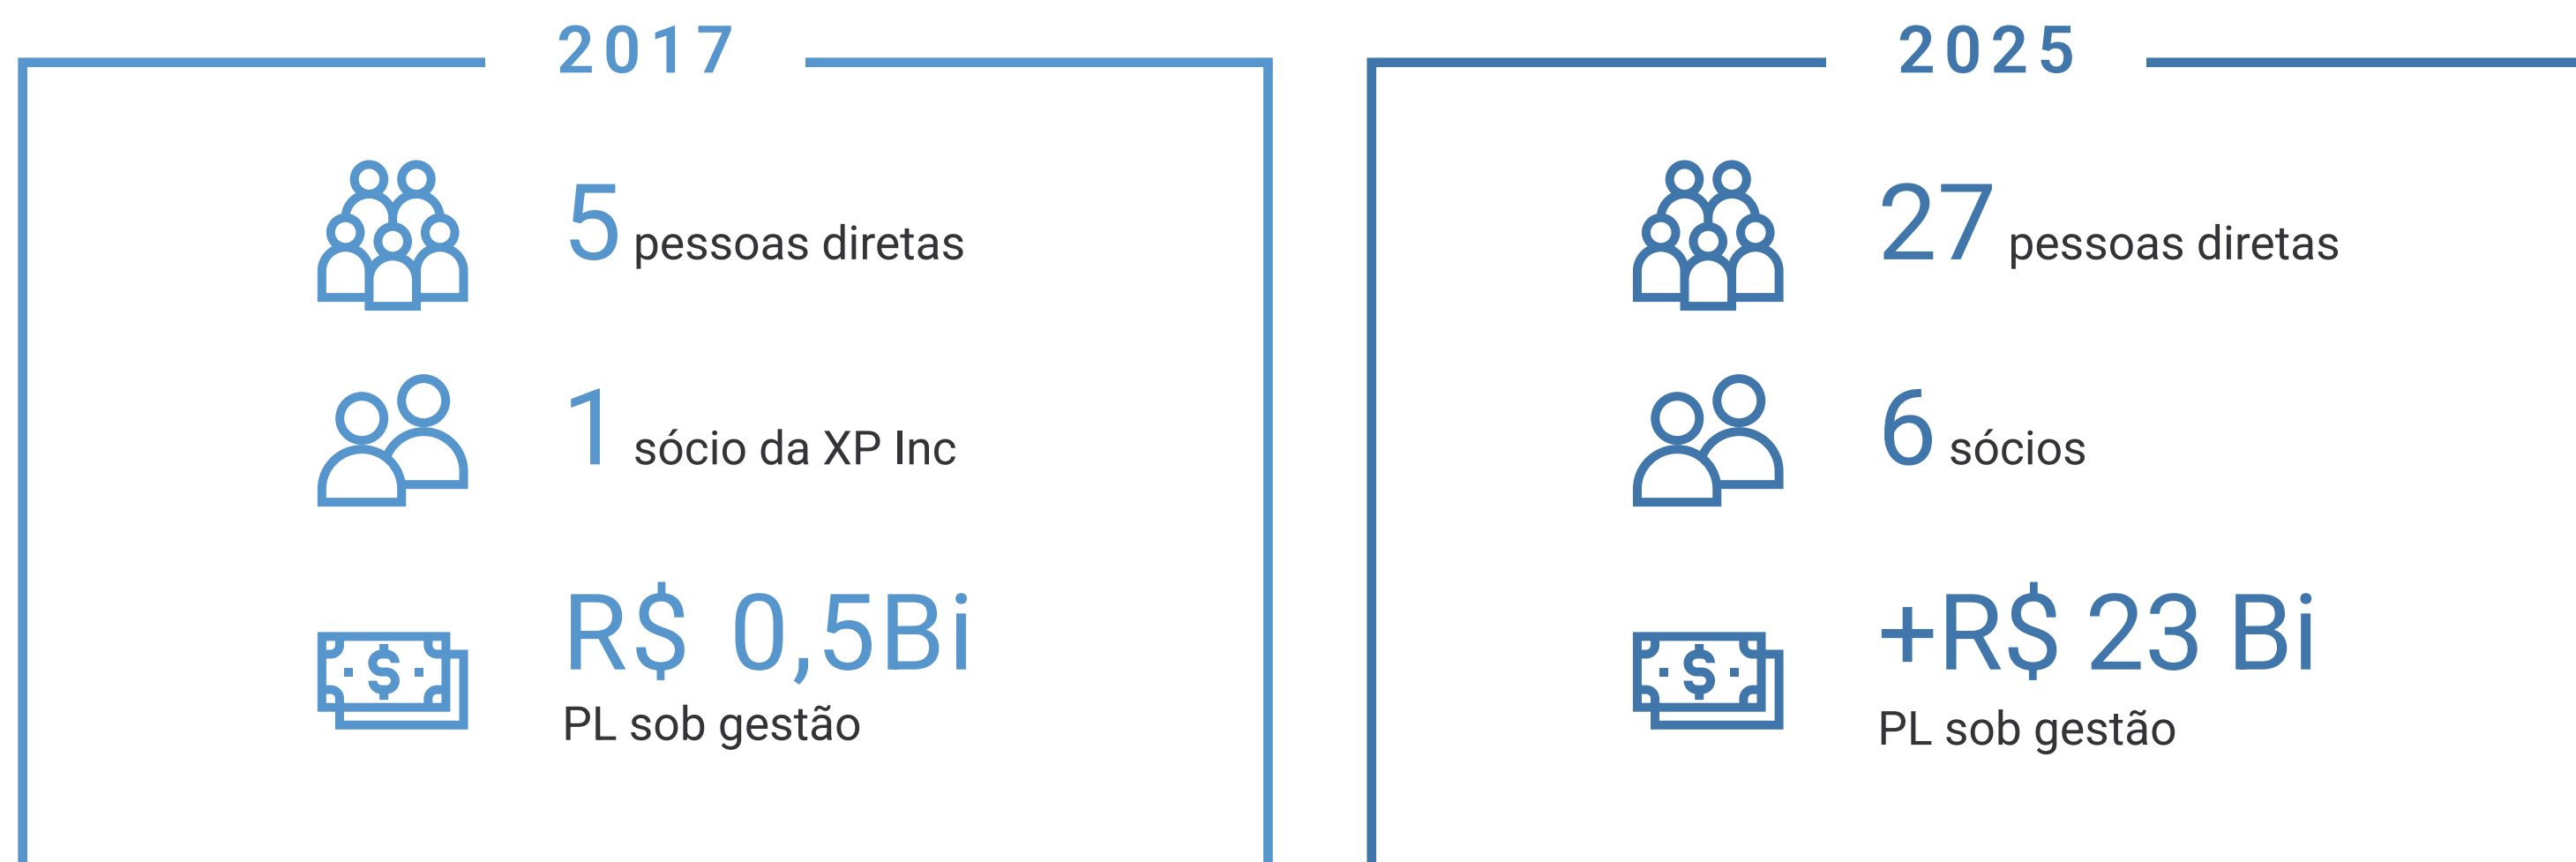 2017
5 pessoas diretas
1 sócio da XP Inc
R$ 0,5Bi
PL sob gestão
2025
27 pessoas diretas
6 sócios
+R$ 23 Bi
PL sob gestão